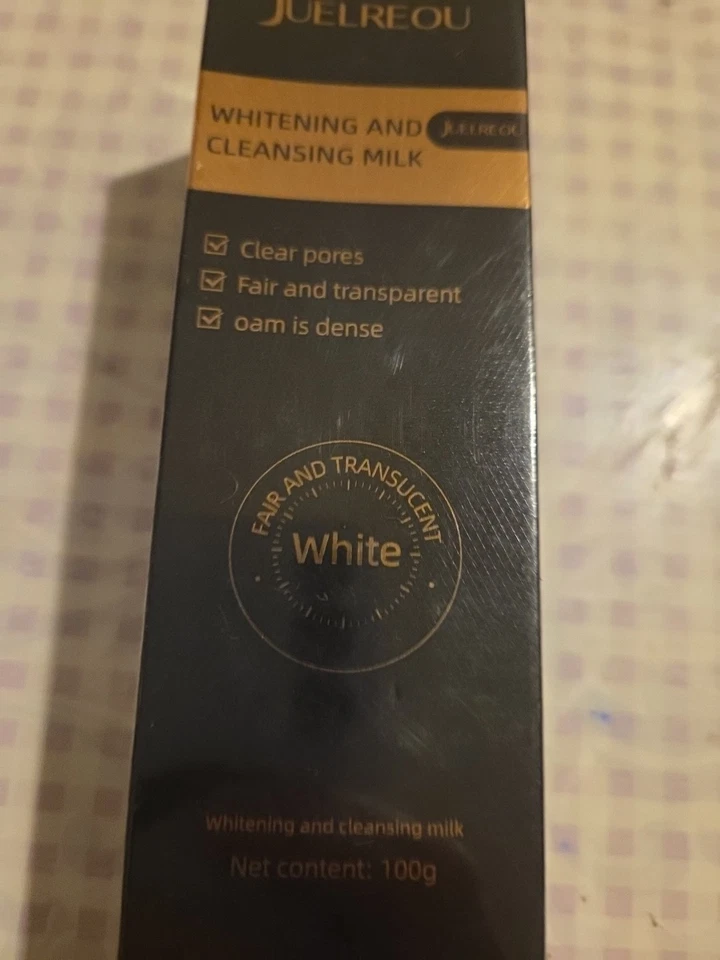 JUELREOU
WHITENING AND
CLEANSING MILK
JUELREOU
Clear pores
Fair and transparent
oam is dense
FAIR AND TRANSUCENT
White
Whitening and cleansing milk
Net content: 100g